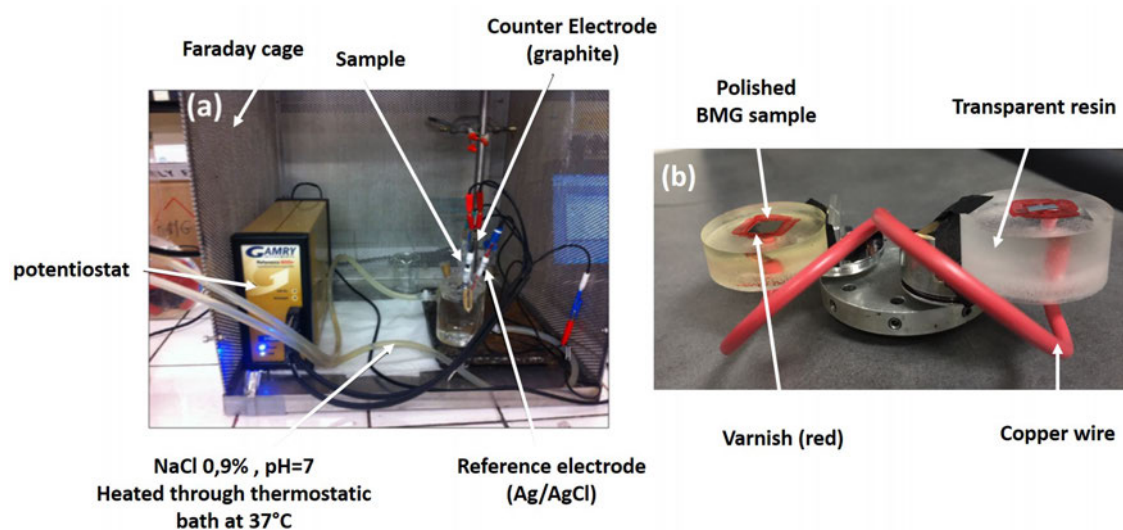 Faraday cage
Sample
Counter Electrode
(graphite)
(a)
GAMRY
potentiostat
NaCl 0,9% , pH=7
Heated through thermostatic
bath at 37°C
Reference electrode
(Ag/AgCl)
Polished
BMG sample
Transparent resin
(b)
Varnish (red)
Copper wire